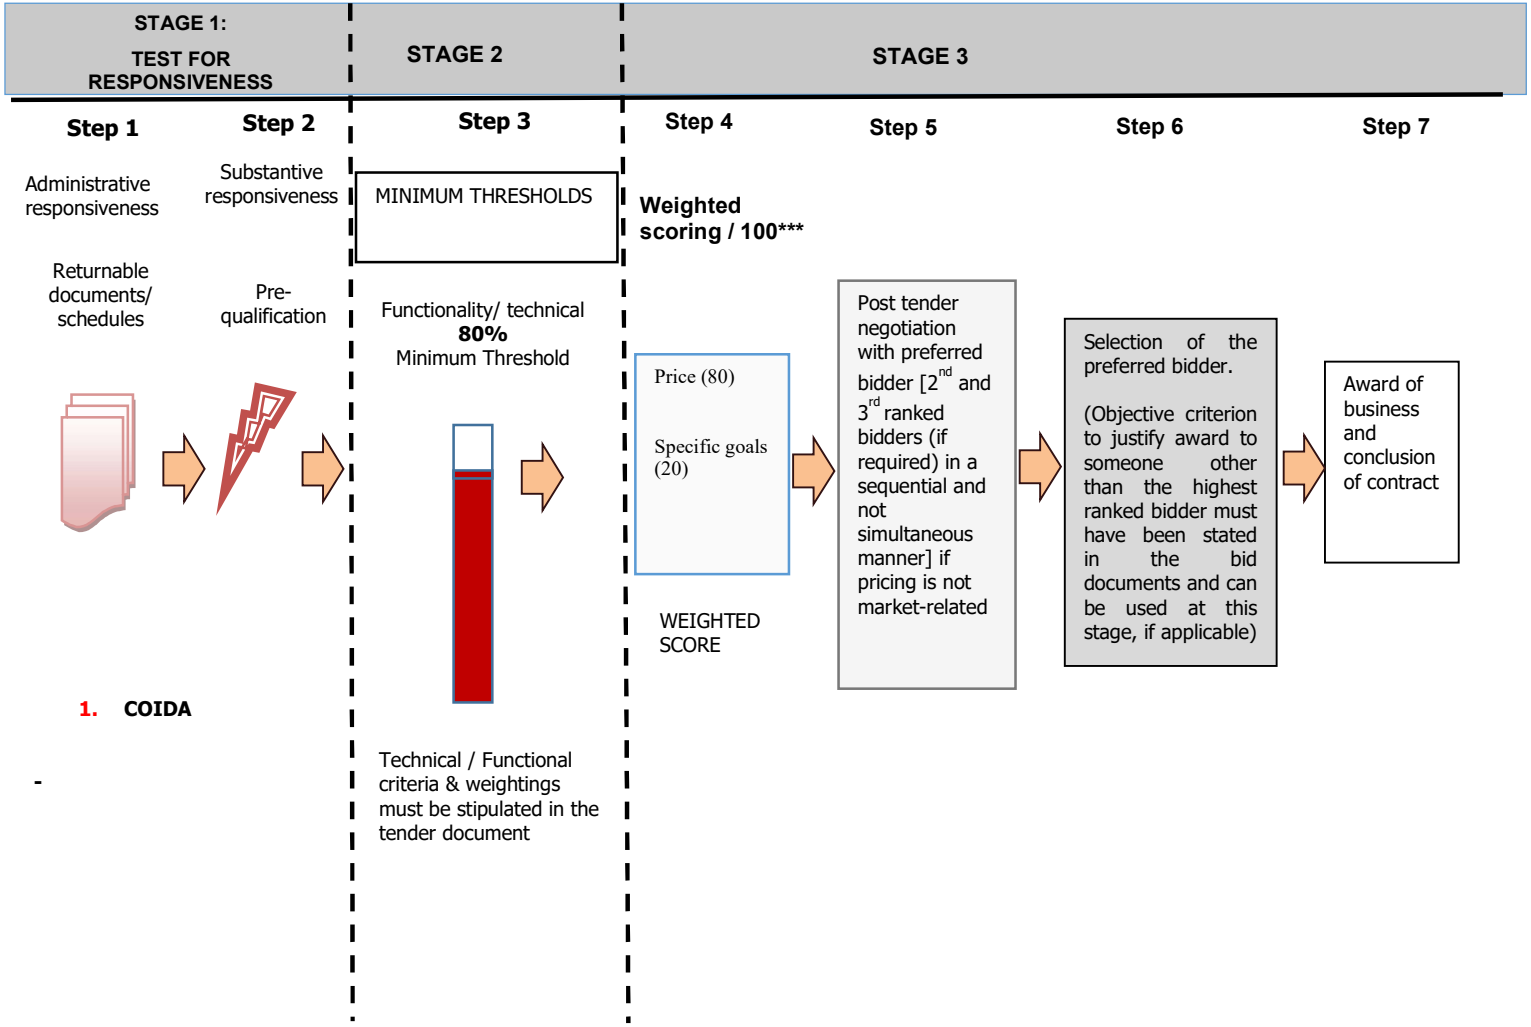 STAGE 1:
TEST FOR
RESPONSIVENESS
STAGE 2
STAGE 3
Step 1
Step 2
Step 3
Step 4
Step 5
Step 6
Step 7
Administrative
responsiveness
Returnable
documents/
schedules
Substantive
responsiveness
Pre-
qualification
MINIMUM THRESHOLDS
Functionality/ technical
80%
Minimum Threshold
Weighted
scoring / 100***
Price (80)
Specific goals
(20)
WEIGHTED
SCORE
Post tender
negotiation
with preferred
bidder [2nd and
3rd ranked
bidders (if
required) in a
sequential and
not
simultaneous
manner] if
pricing is not
market-related
Selection of the
preferred bidder.
(Objective criterion
to justify award to
someone other
than the highest
ranked bidder must
have been stated
in the bid
documents and can
be used at this
stage, if applicable)
Award of
business
and
conclusion
of contract
1. COIDA
-
Technical / Functional
criteria & weightings
must be stipulated in the
tender document